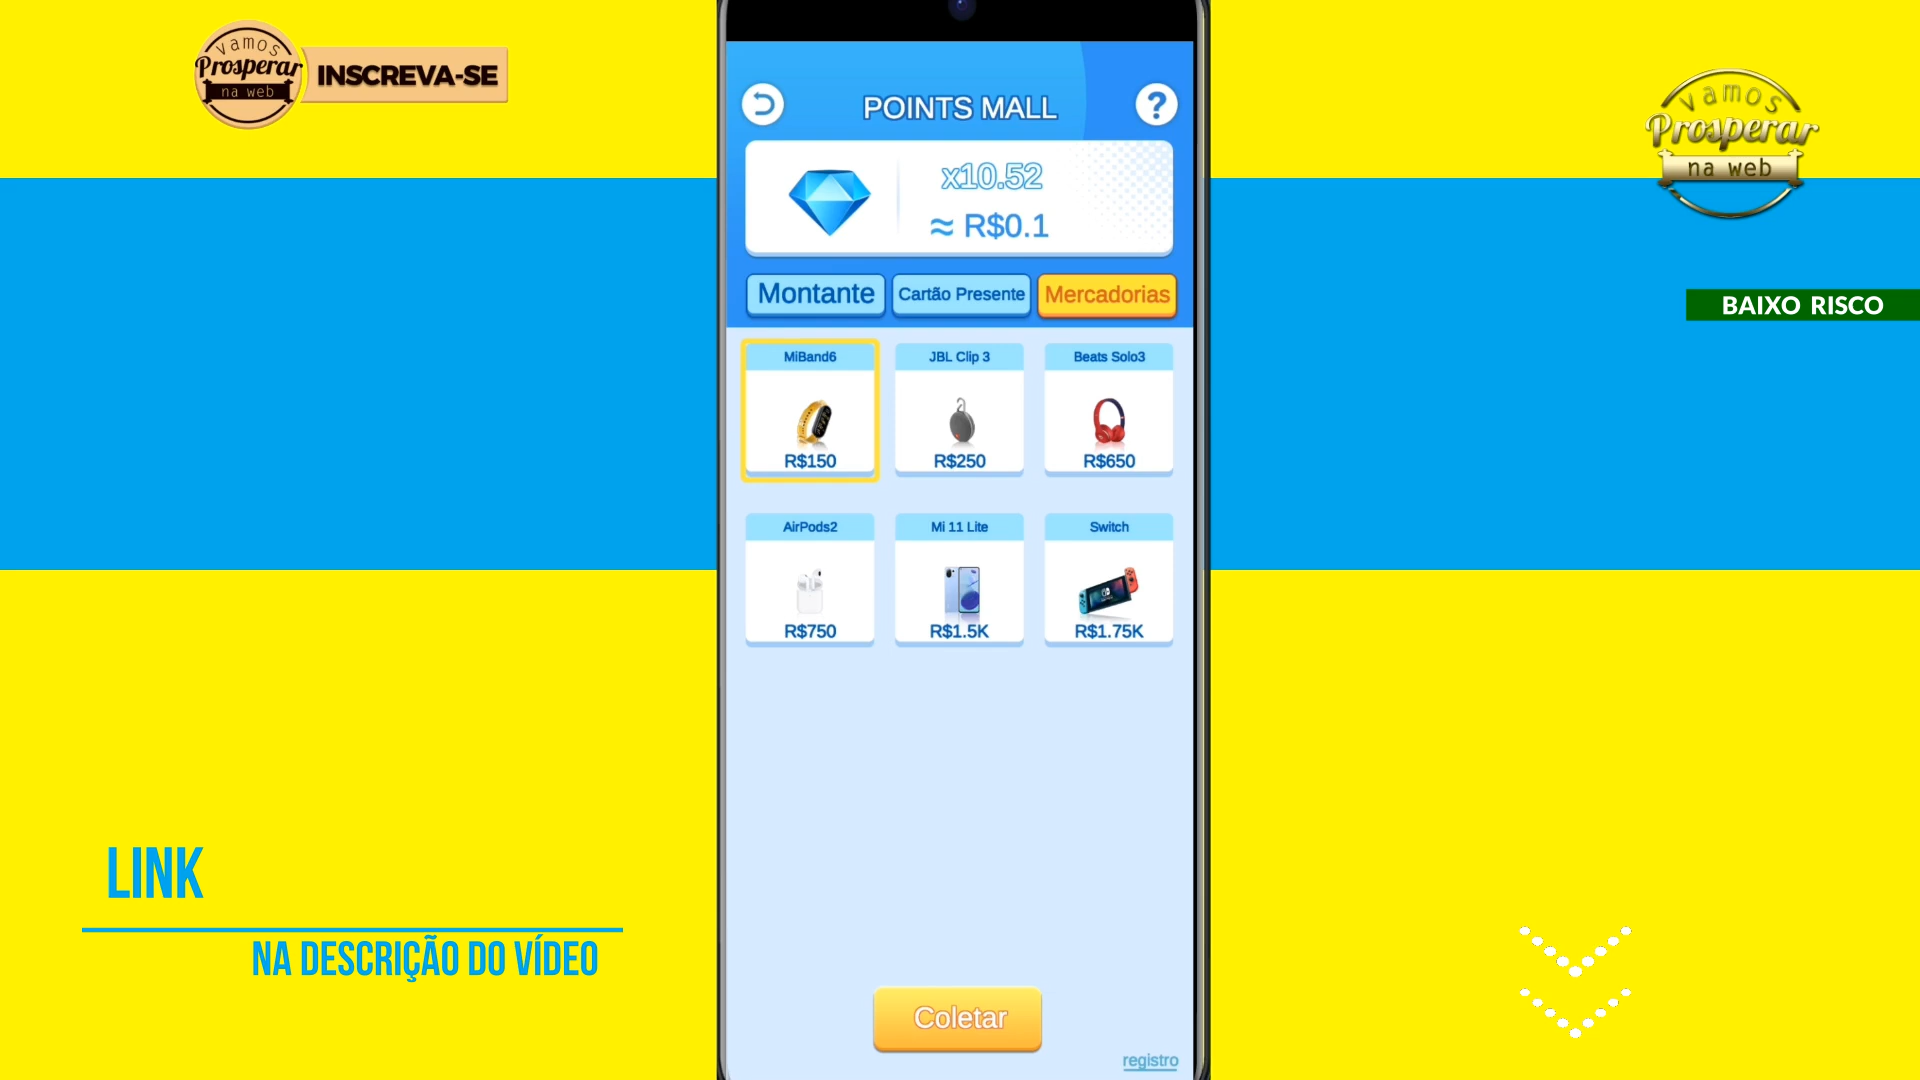 vamos
Prosperar
na web
INSCREVA-SE
vamos
Prosperar
na web
BAIXO RISCO
POINTS MALL
?
x10.52
≈ R$0.1
Montante
Cartão Presente
Mercadorias
MiBand6
JBL Clip 3
Beats Solo3
R$150
R$250
R$650
AirPods2
Mi 11 Lite
Switch
R$750
R$1.5K
R$1.75K
Coletar
registro
LINK
NA DESCRIÇÃO DO VÍDEO